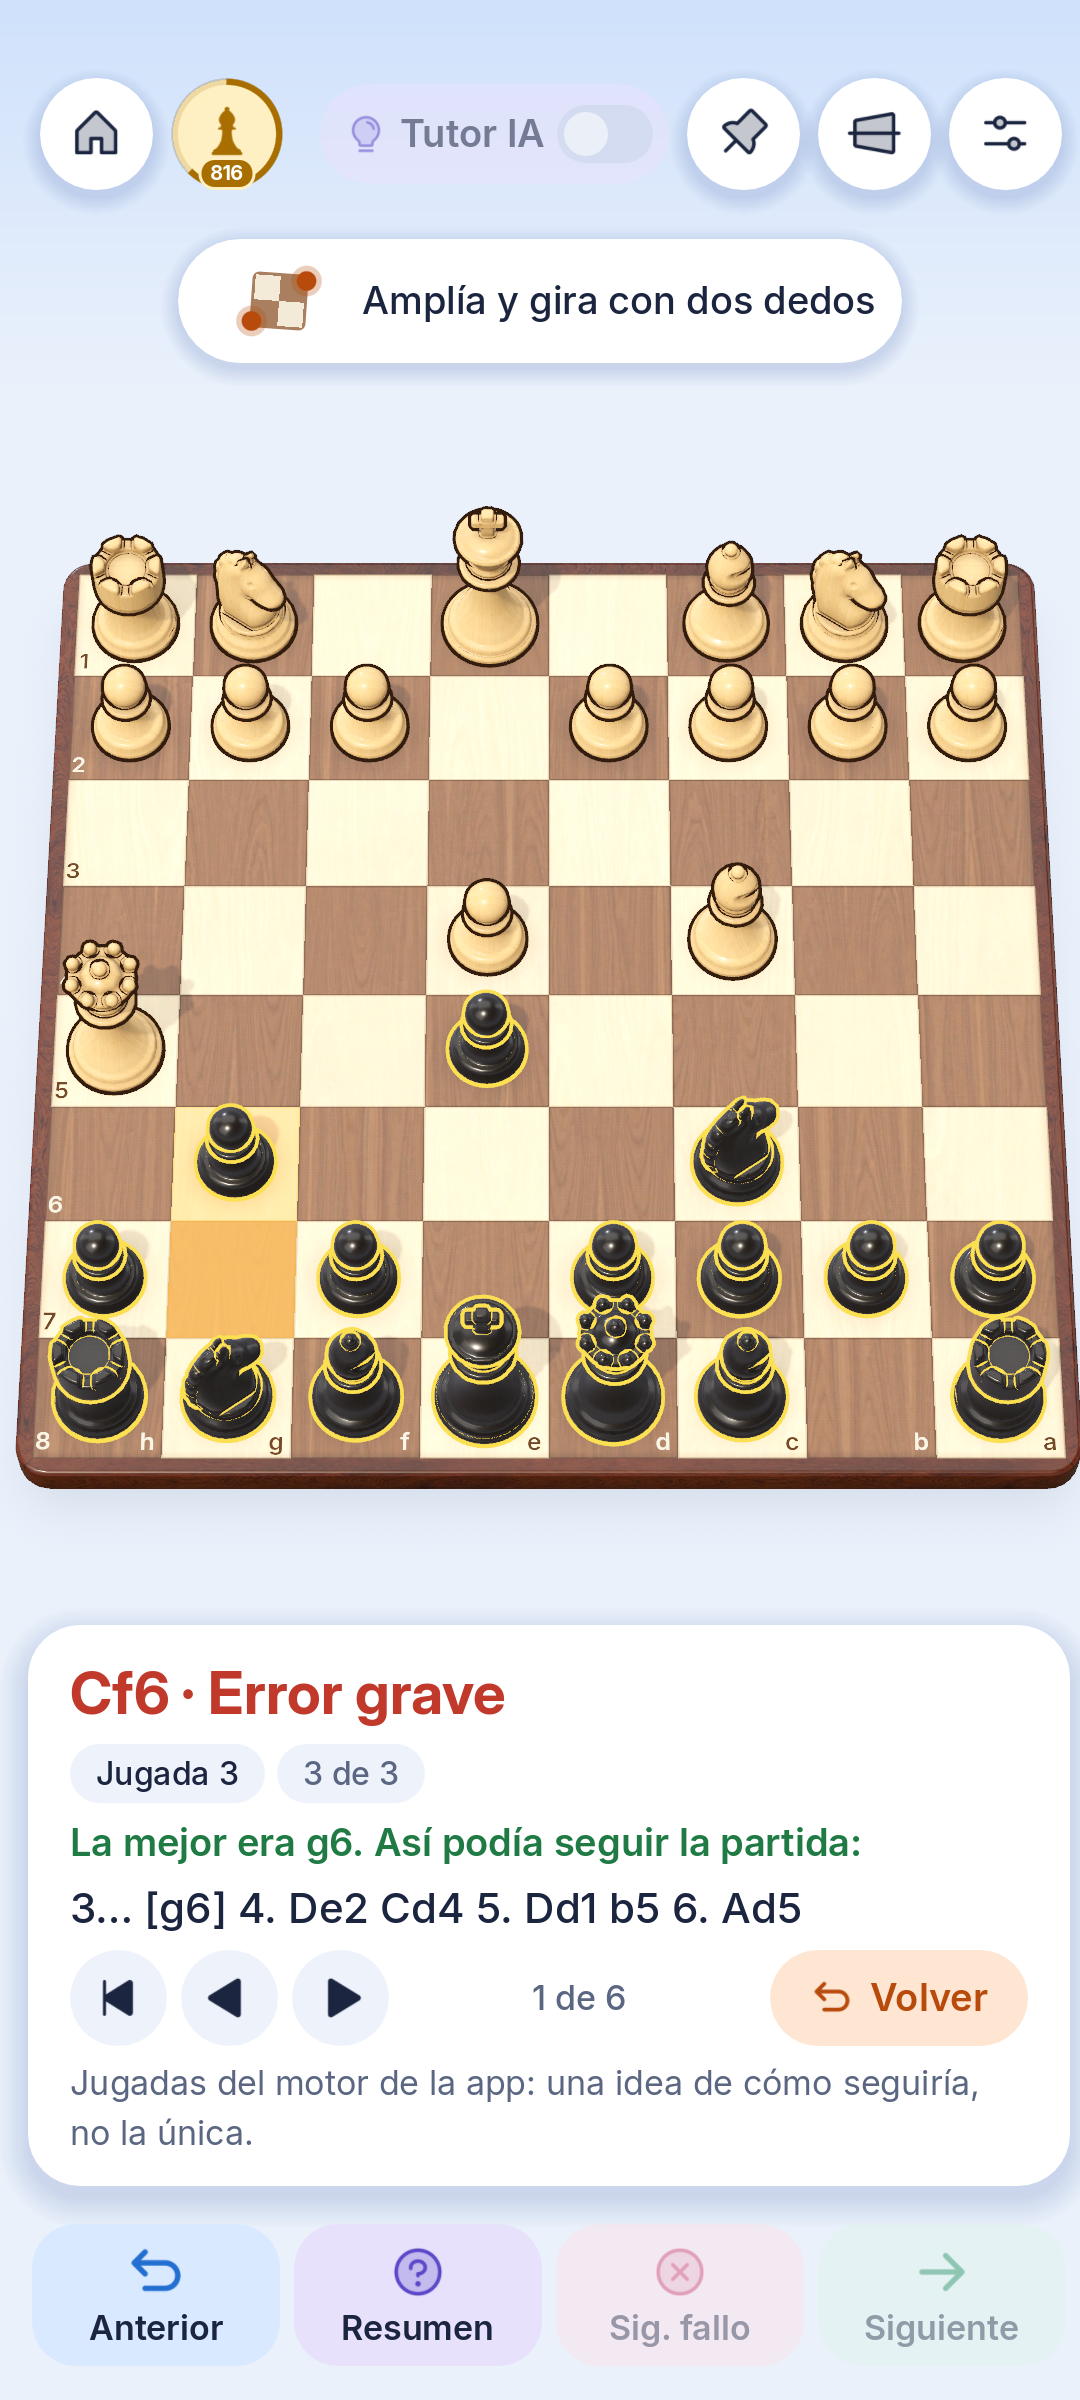 Tutor IA
816
Amplía y gira con dos dedos
1
2
3
5
6
7
8 h g f e d c b a
Cf6 · Error grave
Jugada 3 3 de 3
La mejor era g6. Así podía seguir la partida:
3... [g6] 4. De2 Cd4 5. Dd1 b5 6. Ad5
1 de 6 Volver
Jugadas del motor de la app: una idea de cómo seguiría,
no la única.
Anterior Resumen Sig. fallo Siguiente